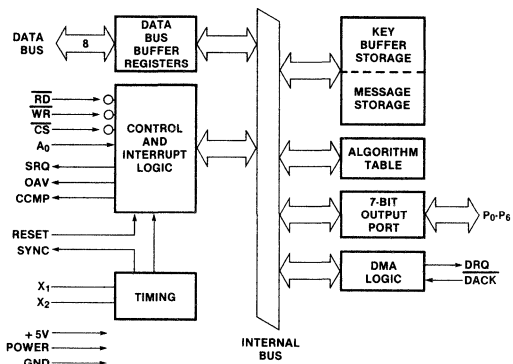 DATA
BUS
8
DATA
BUS
BUFFER
REGISTERS
RD
WR
CS
A0
SRQ
OAV
CCMP
CONTROL
AND
INTERRUPT
LOGIC
RESET
SYNC
X1
X2
TIMING
+ 5V
POWER
GND
INTERNAL
BUS
KEY
BUFFER
STORAGE
MESSAGE
STORAGE
ALGORITHM
TABLE
7-BIT
OUTPUT
PORT
P0-P6
DMA
LOGIC
DRQ
DACK